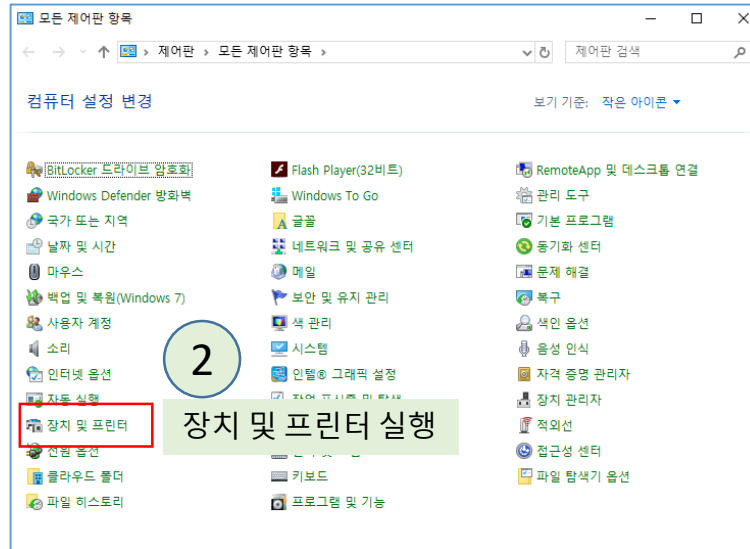 모든 제어판 항목
제어판 › 모든 제어판 항목 ›
제어판 검색
컴퓨터 설정 변경
보기 기준: 작은 아이콘
BitLocker 드라이브 암호화
Flash Player(32비트)
RemoteApp 및 데스크톱 연결
Windows Defender 방화벽
Windows To Go
관리 도구
국가 또는 지역
글꼴
기본 프로그램
날짜 및 시간
네트워크 및 공유 센터
동기화 센터
마우스
메일
문제 해결
백업 및 복원(Windows 7)
보안 및 유지 관리
복구
사용자 계정
색 관리
색인 옵션
소리
시스템
음성 인식
2
인터넷 옵션
인텔® 그래픽 설정
자격 증명 관리자
자동 실행
장치 관리자
장치 및 프린터
장치 및 프린터 실행
적외선
전원 옵션
접근성 센터
클라우드 폴더
키보드
파일 탐색기 옵션
파일 히스토리
프로그램 및 기능